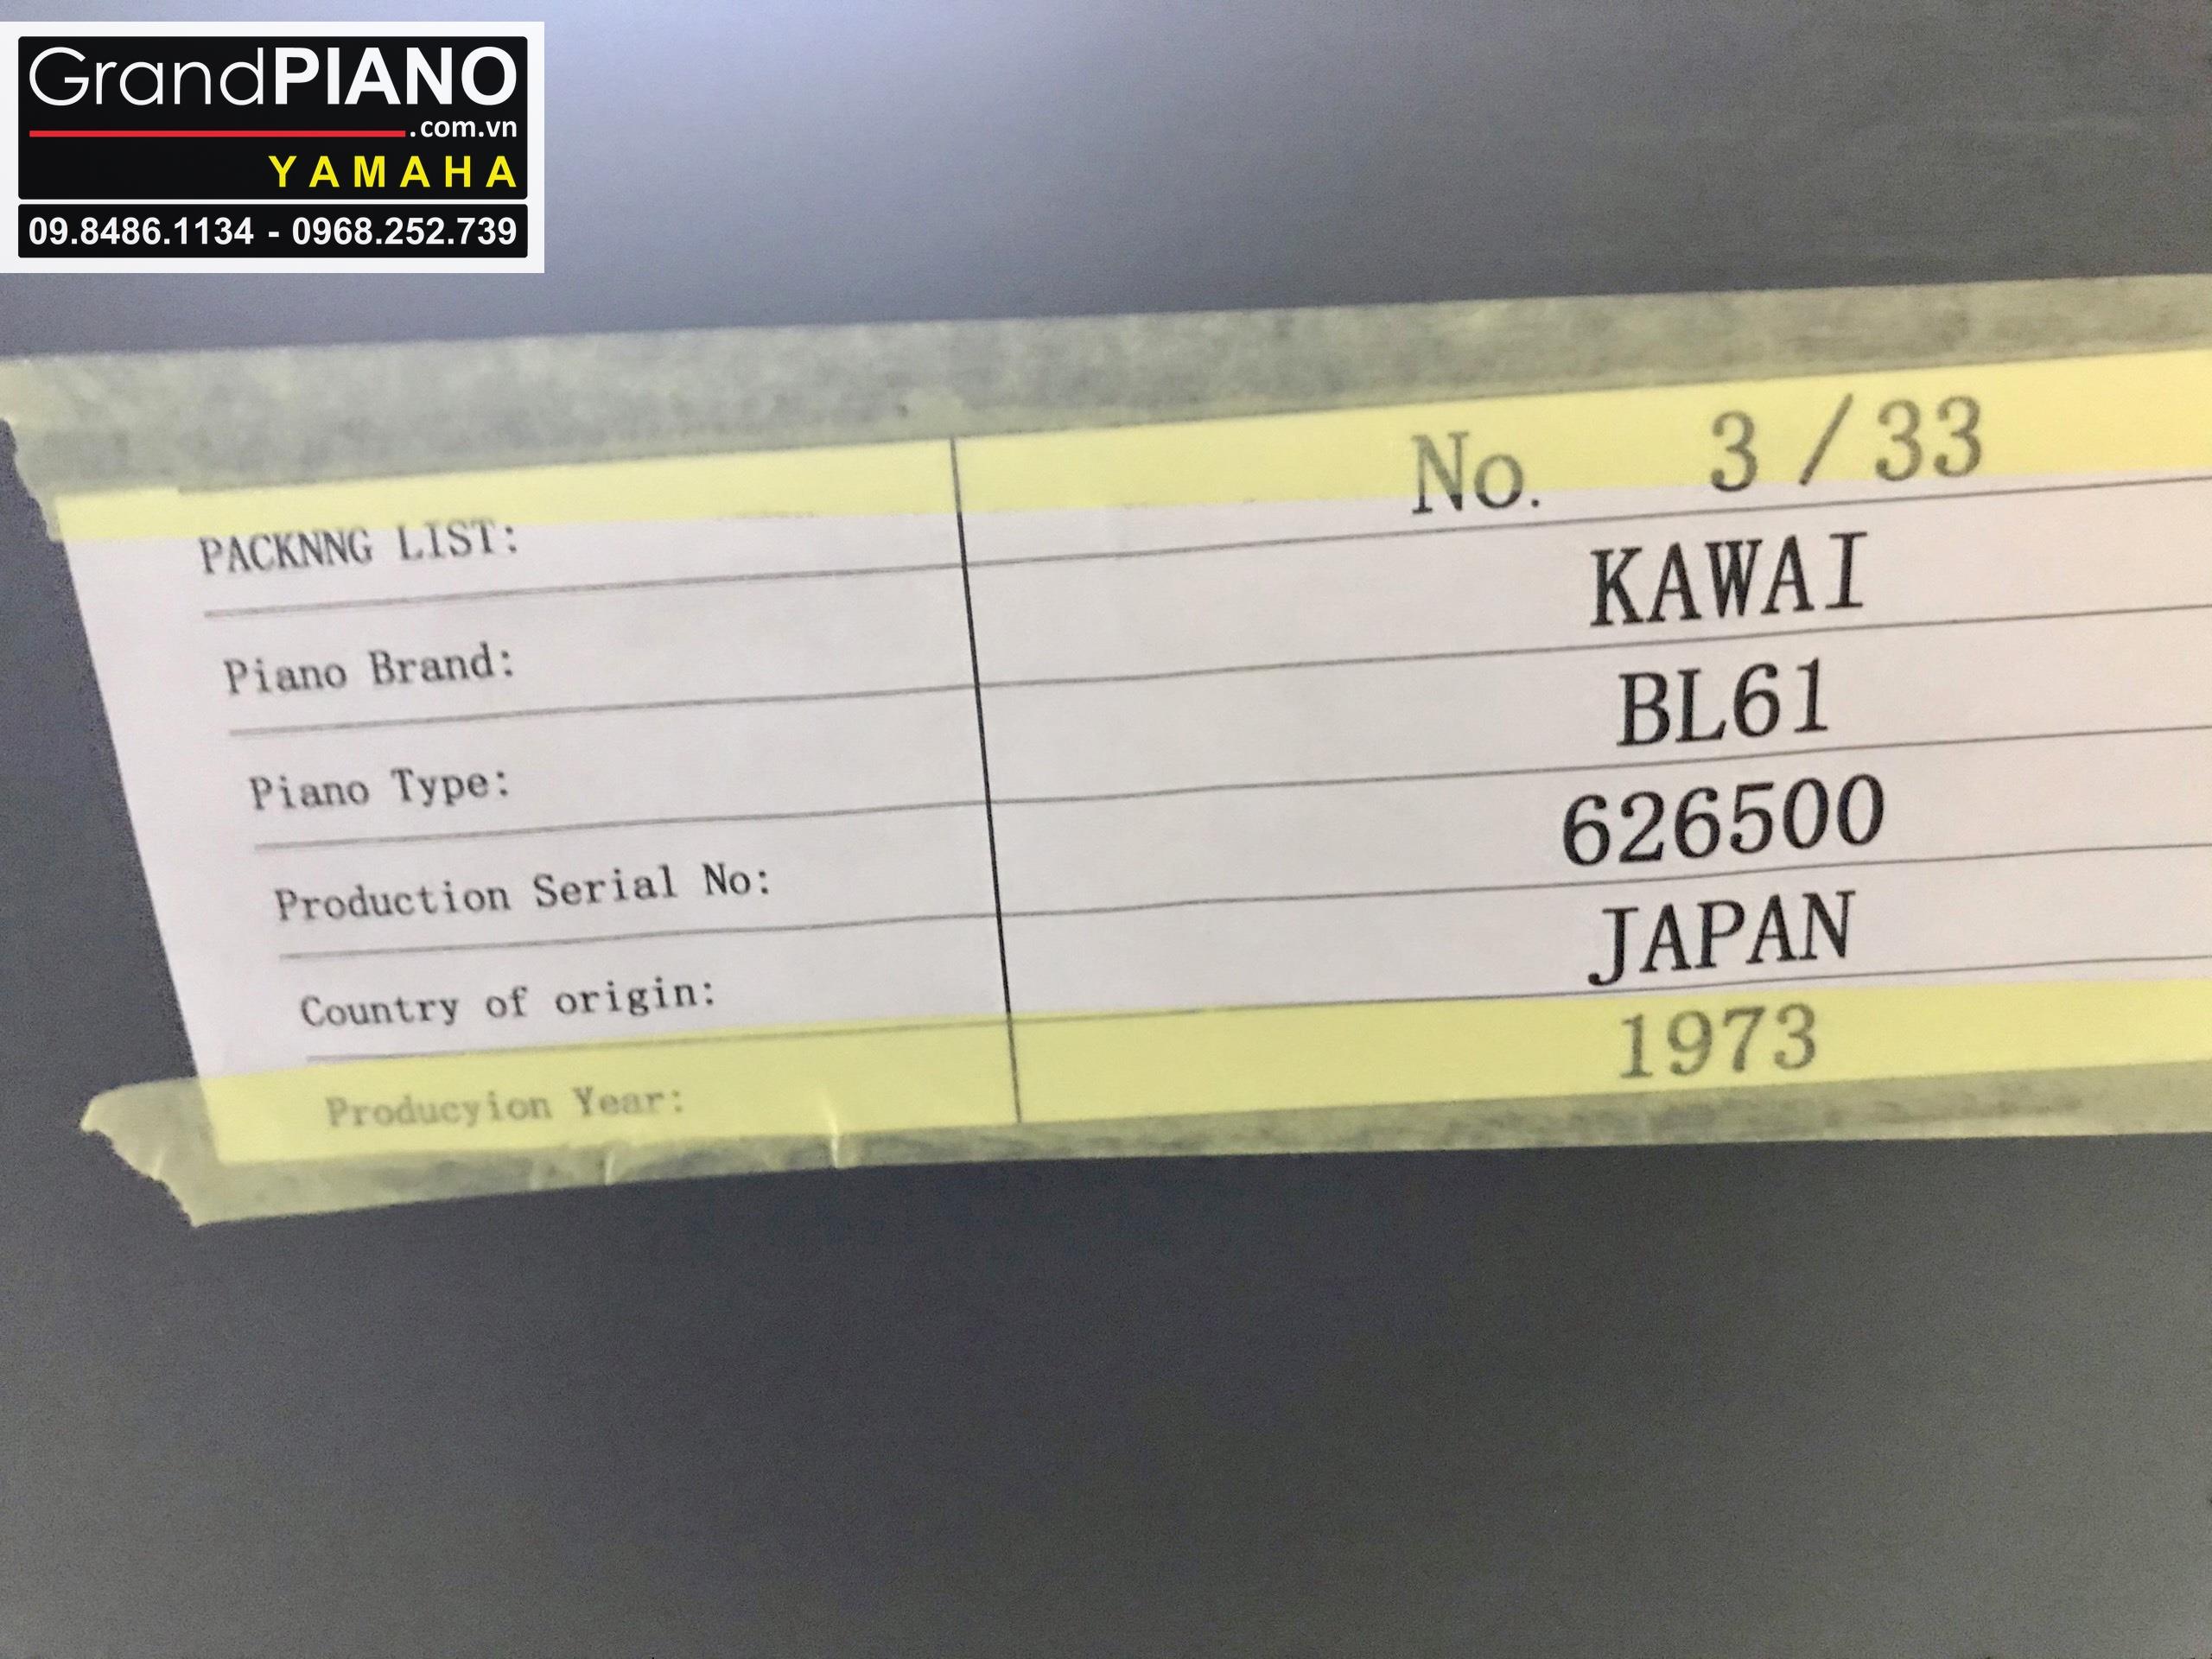 GrandPIANO
.com.vn
YAMAHA
09.8486.1134 - 0968.252.739
PACKNNG LIST: No. 3/33
Piano Brand: KAWAI
Piano Type: BL61
Production Serial No: 626500
Country of origin: JAPAN
Producyion Year: 1973